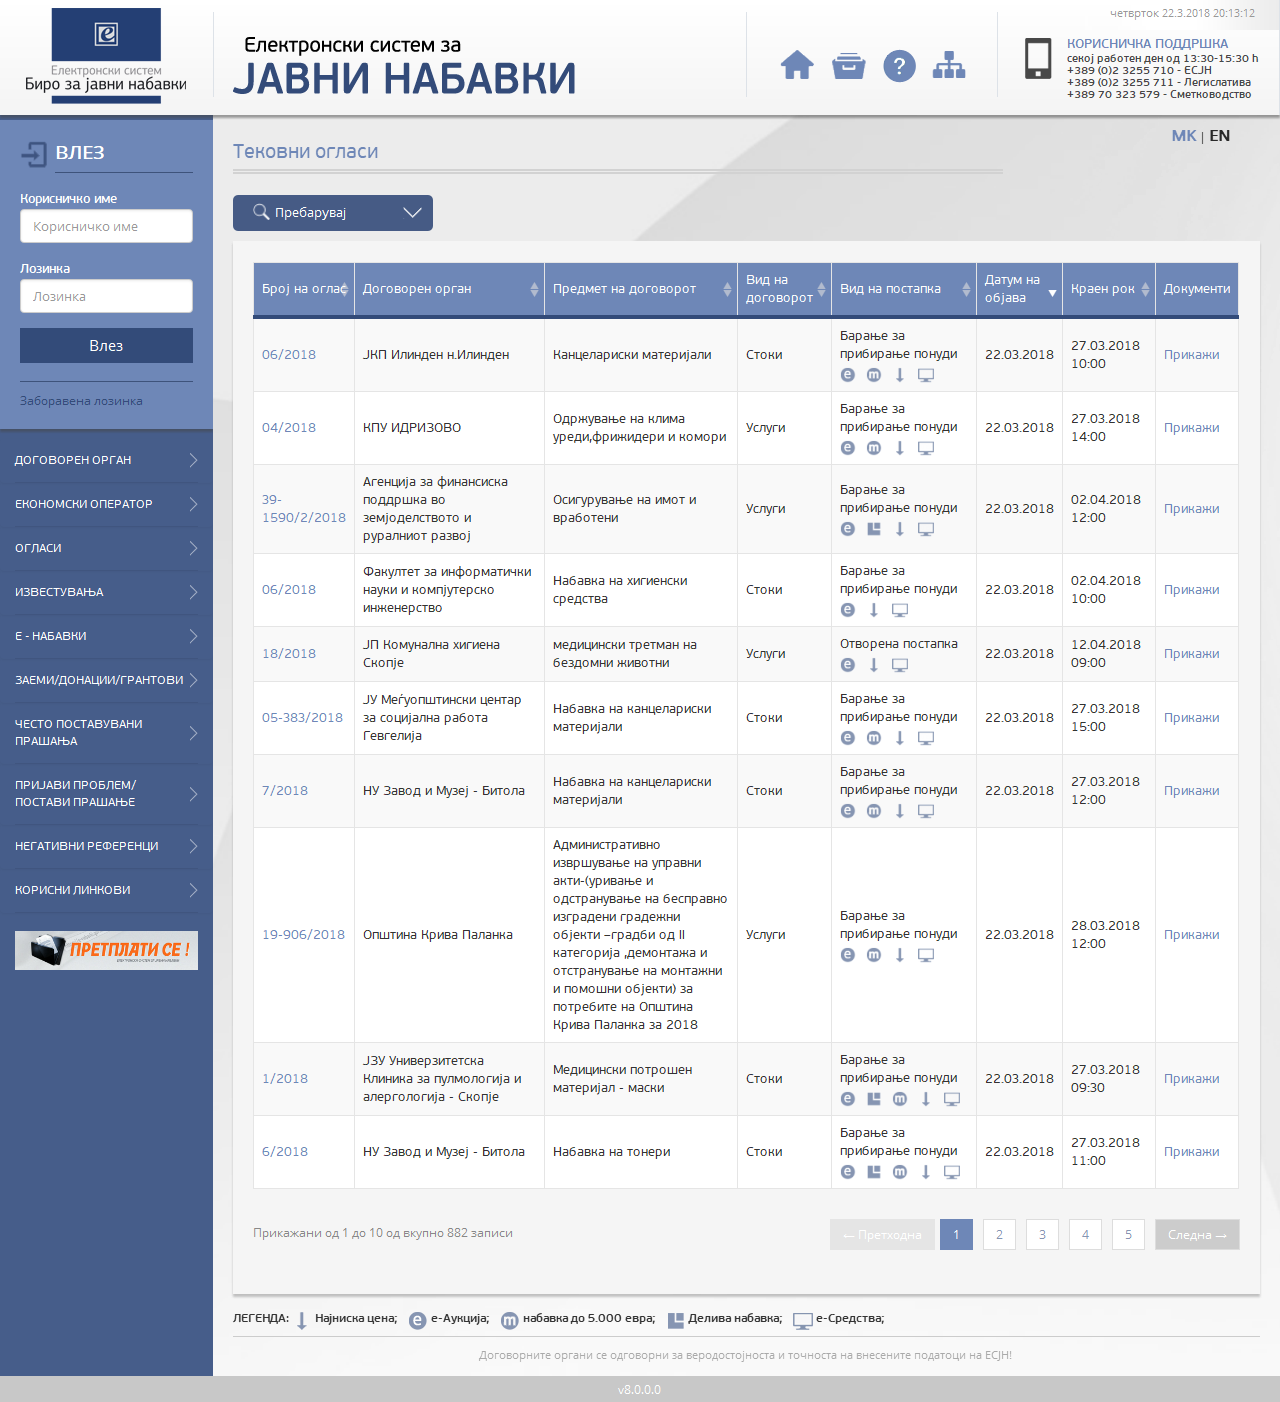 четврток 22.3.2018 20:13:12
Електронски систем
Биро за јавни набавки
Електронски систем за
ЈАВНИ НАБАВКИ
КОРИСНИЧКА ПОДДРШКА
секој работен ден од 13:30-15:30 h
+389 (0)2 3255 710 - ЕСЈН
+389 (0)2 3255 711 - Легислатива
+389 70 323 579 - Сметководство
МК | EN
ВЛЕЗ
Корисничко име
Корисничко име
Лозинка
Лозинка
Влез
Заборавена лозинка
ДОГОВОРЕН ОРГАН
ЕКОНОМСКИ ОПЕРАТОР
ОГЛАСИ
ИЗВЕСТУВАЊА
Е - НАБАВКИ
ЗАЕМИ/ДОНАЦИИ/ГРАНТОВИ
ЧЕСТО ПОСТАВУВАНИ
ПРАШАЊА
ПРИЈАВИ ПРОБЛЕМ/
ПОСТАВИ ПРАШАЊЕ
НЕГАТИВНИ РЕФЕРЕНЦИ
КОРИСНИ ЛИНКОВИ
ПРЕТПЛАТИ СЕ !
Тековни огласи
Пребарувај
Број на оглас Договорен орган Предмет на договорот Вид на договорот Вид на постапка Датум на објава Краен рок Документи
06/2018 ЈКП Илинден н.Илинден Канцелариски материјали Стоки Барање за прибирање понуди 22.03.2018 27.03.2018 10:00 Прикажи
04/2018 КПУ ИДРИЗОВО Одржување на клима уреди,фрижидери и комори Услуги Барање за прибирање понуди 22.03.2018 27.03.2018 14:00 Прикажи
39-1590/2/2018 Агенција за финансиска поддршка во земјоделството и руралниот развој Осигурување на имот и вработени Услуги Барање за прибирање понуди 22.03.2018 02.04.2018 12:00 Прикажи
06/2018 Факултет за информатички науки и компјутерско инженерство Набавка на хигиенски средства Стоки Барање за прибирање понуди 22.03.2018 02.04.2018 10:00 Прикажи
18/2018 ЈП Комунална хигиена Скопје медицински третман на бездомни животни Услуги Отворена постапка 22.03.2018 12.04.2018 09:00 Прикажи
05-383/2018 ЈУ Меѓуопштински центар за социјална работа Гевгелија Набавка на канцелариски материјали Стоки Барање за прибирање понуди 22.03.2018 27.03.2018 15:00 Прикажи
7/2018 НУ Завод и Музеј - Битола Набавка на канцелариски материјали Стоки Барање за прибирање понуди 22.03.2018 27.03.2018 12:00 Прикажи
19-906/2018 Општина Крива Паланка Административно извршување на управни акти-(уривање и одстранување на бесправно изградени градежни објекти –градби од II категорија ,демонтажа и отстранување на монтажни и помошни објекти) за потребите на Општина Крива Паланка за 2018 Услуги Барање за прибирање понуди 22.03.2018 28.03.2018 12:00 Прикажи
1/2018 ЈЗУ Универзитетска Клиника за пулмологија и алергологија - Скопје Медицински потрошен материјал - маски Стоки Барање за прибирање понуди 22.03.2018 27.03.2018 09:30 Прикажи
6/2018 НУ Завод и Музеј - Битола Набавка на тонери Стоки Барање за прибирање понуди 22.03.2018 27.03.2018 11:00 Прикажи
Прикажани од 1 до 10 од вкупно 882 записи
← Претходна 1 2 3 4 5 Следна →
ЛЕГЕНДА: Најниска цена; е-Аукција; набавка до 5.000 евра; Делива набавка; е-Средства;
Договорните органи се одговорни за веродостојноста и точноста на внесените податоци на ЕСЈН!
v8.0.0.0